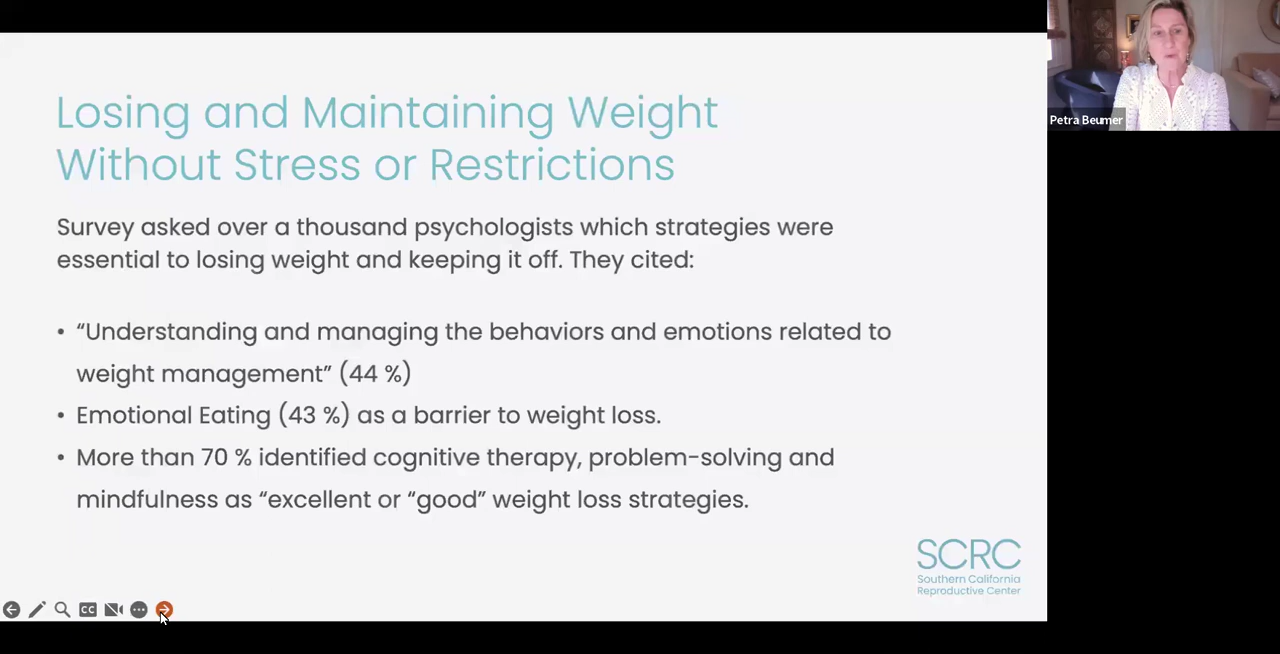 Losing and Maintaining Weight
Without Stress or Restrictions
Survey asked over a thousand psychologists which strategies were
essential to losing weight and keeping it off. They cited:
• “Understanding and managing the behaviors and emotions related to
weight management” (44 %)
• Emotional Eating (43 %) as a barrier to weight loss.
• More than 70 % identified cognitive therapy, problem-solving and
mindfulness as “excellent or “good” weight loss strategies.
SCRC
Southern California
Reproductive Center
CC
Petra Beumer